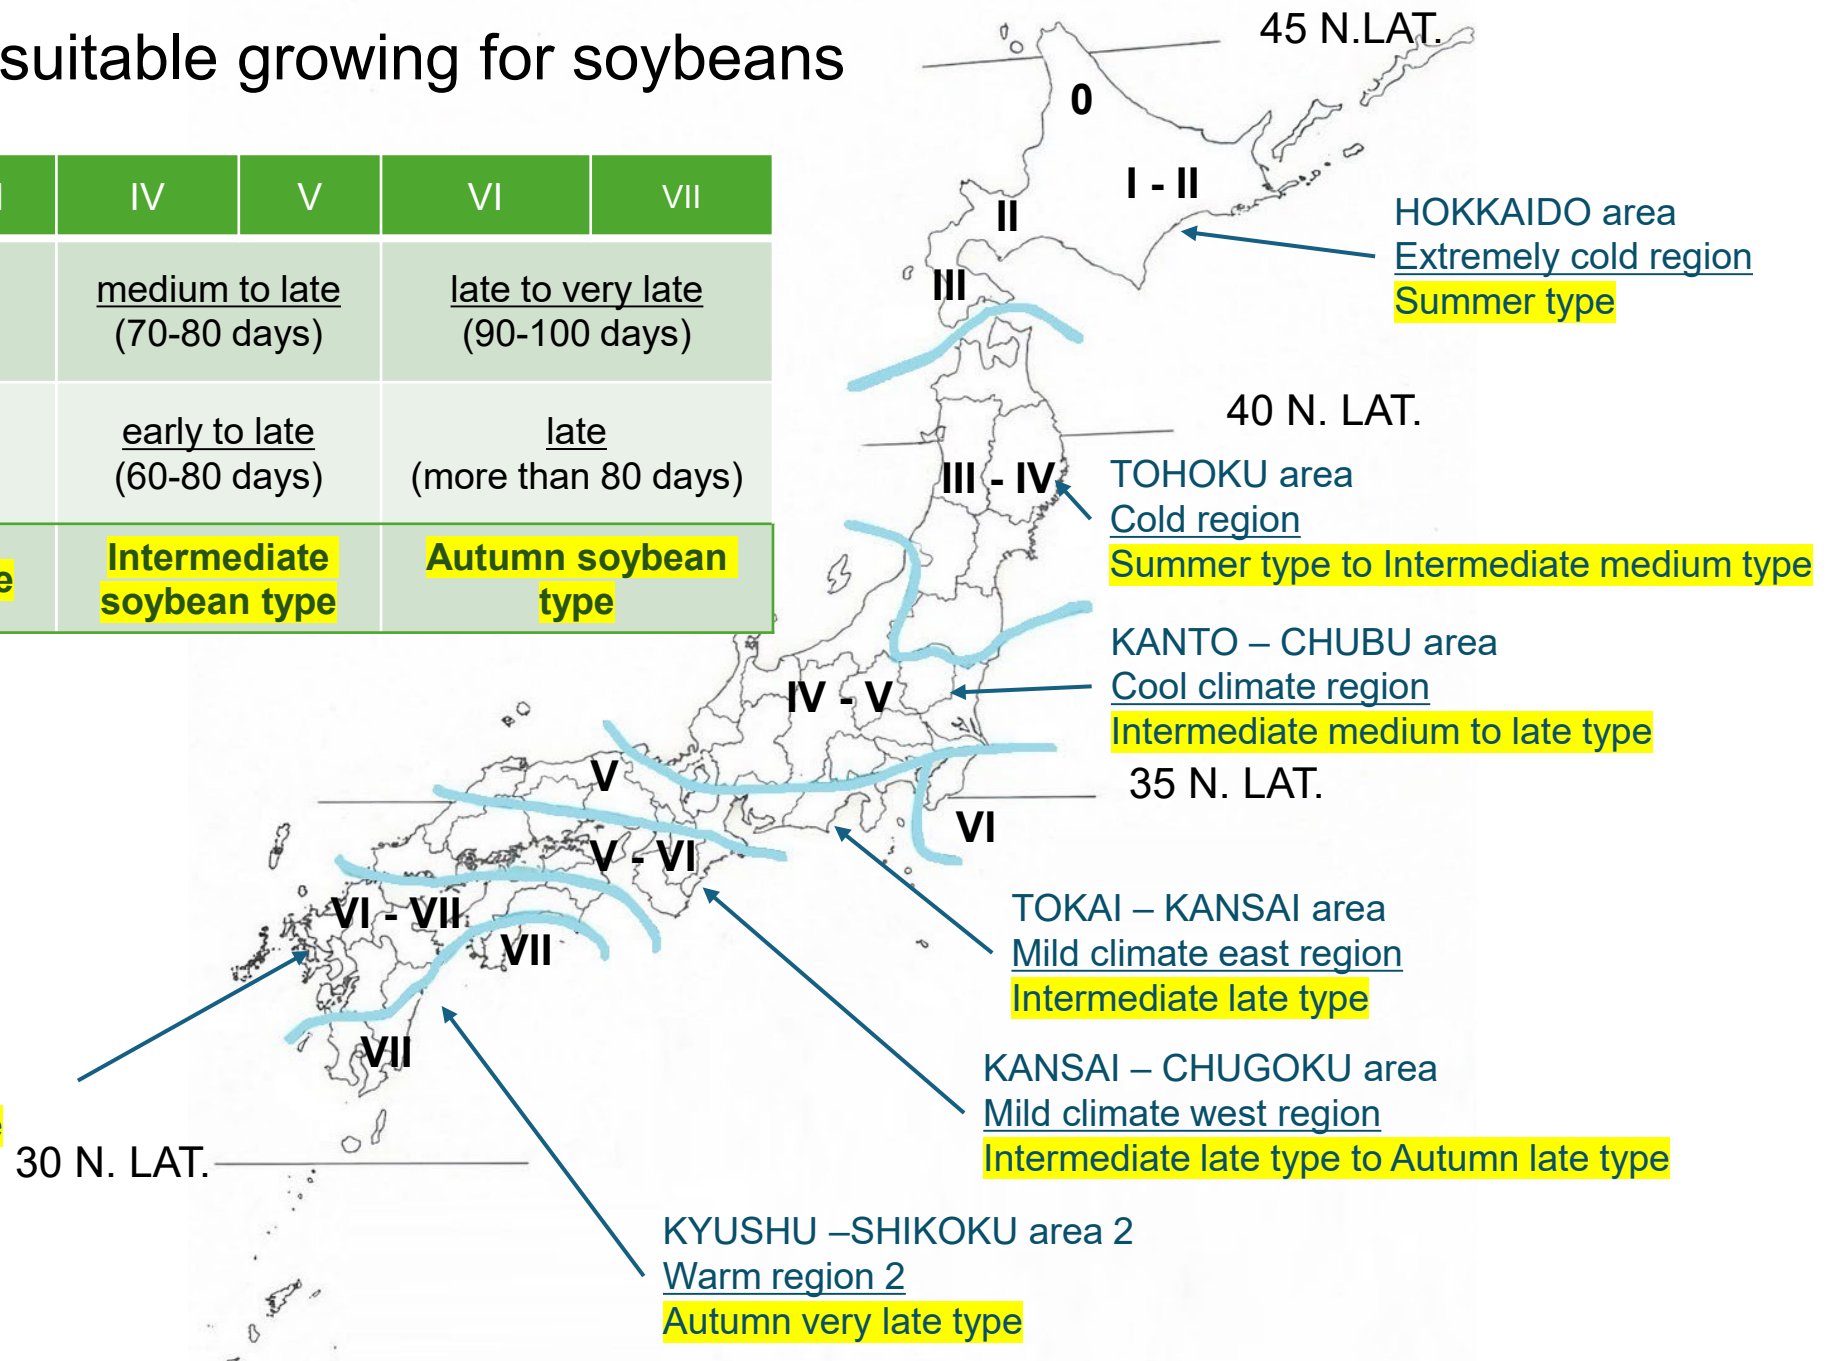 suitable growing for soybeans
IV
V
VI
VII
medium to late
(70-80 days)
late to very late
(90-100 days)
early to late
(60-80 days)
late
(more than 80 days)
Intermediate
soybean type
Autumn soybean
type
45 N.LAT.
0
I - II
II
III
HOKKAIDO area
Extremely cold region
Summer type
40 N. LAT.
III - IV
TOHOKU area
Cold region
Summer type to Intermediate medium type
KANTO – CHUBU area
Cool climate region
Intermediate medium to late type
IV - V
V
35 N. LAT.
VI
V - VI
VI - VII
VII
VII
TOKAI – KANSAI area
Mild climate east region
Intermediate late type
KANSAI – CHUGOKU area
Mild climate west region
Intermediate late type to Autumn late type
30 N. LAT.
KYUSHU –SHIKOKU area 2
Warm region 2
Autumn very late type